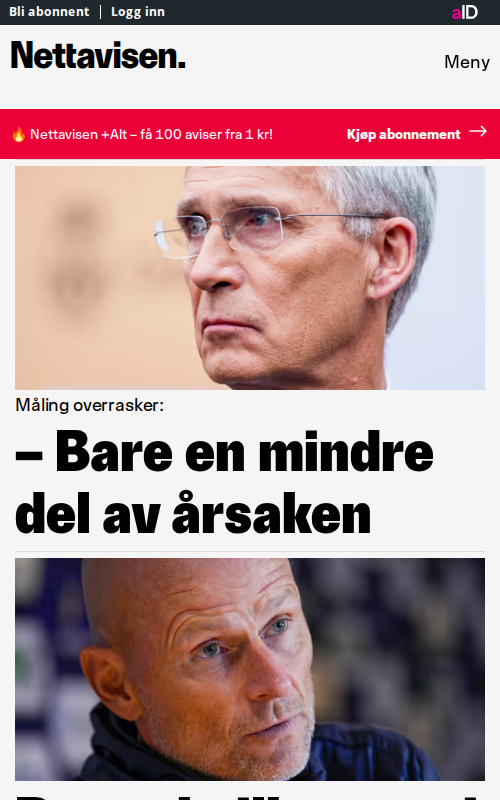 Bli abonnent | Logg inn
aID
Nettavisen.
Meny
🔥 Nettavisen +Alt – få 100 aviser fra 1 kr!
Kjøp abonnement →
Måling overrasker:
– Bare en mindre
del av årsaken